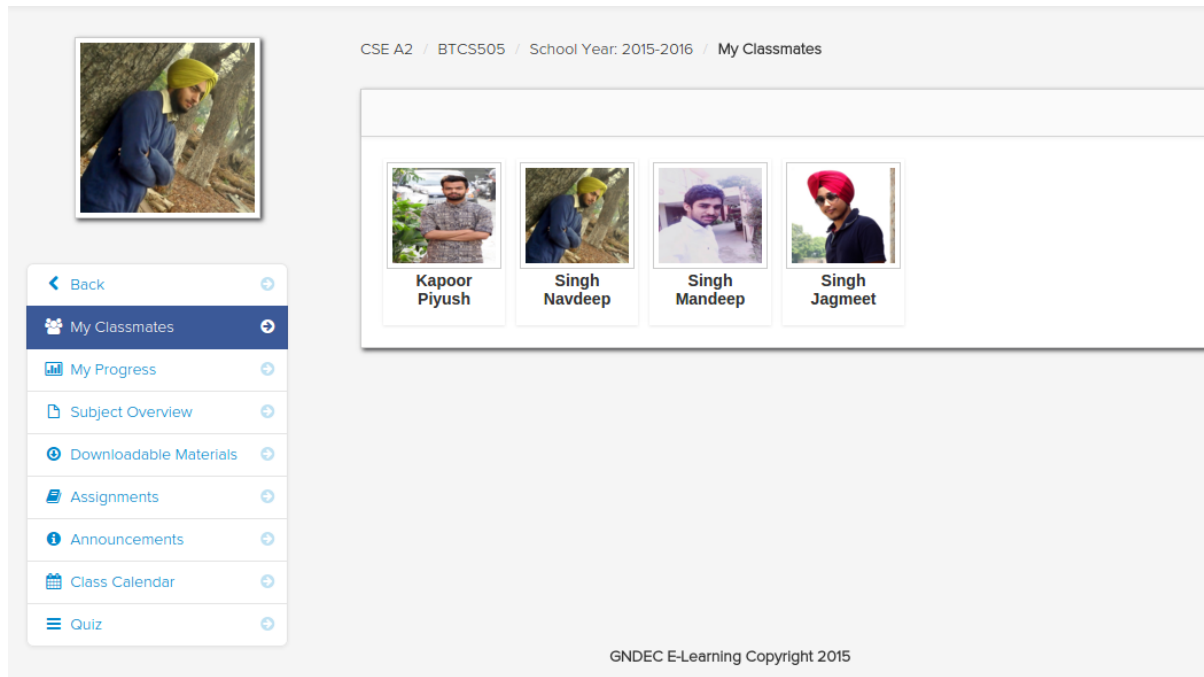 CSE A2 / BTCS505 / School Year: 2015-2016 / My Classmates
Kapoor
Piyush
Singh
Navdeep
Singh
Mandeep
Singh
Jagmeet
Back
My Classmates
My Progress
Subject Overview
Downloadable Materials
Assignments
Announcements
Class Calendar
Quiz
GNDEC E-Learning Copyright 2015